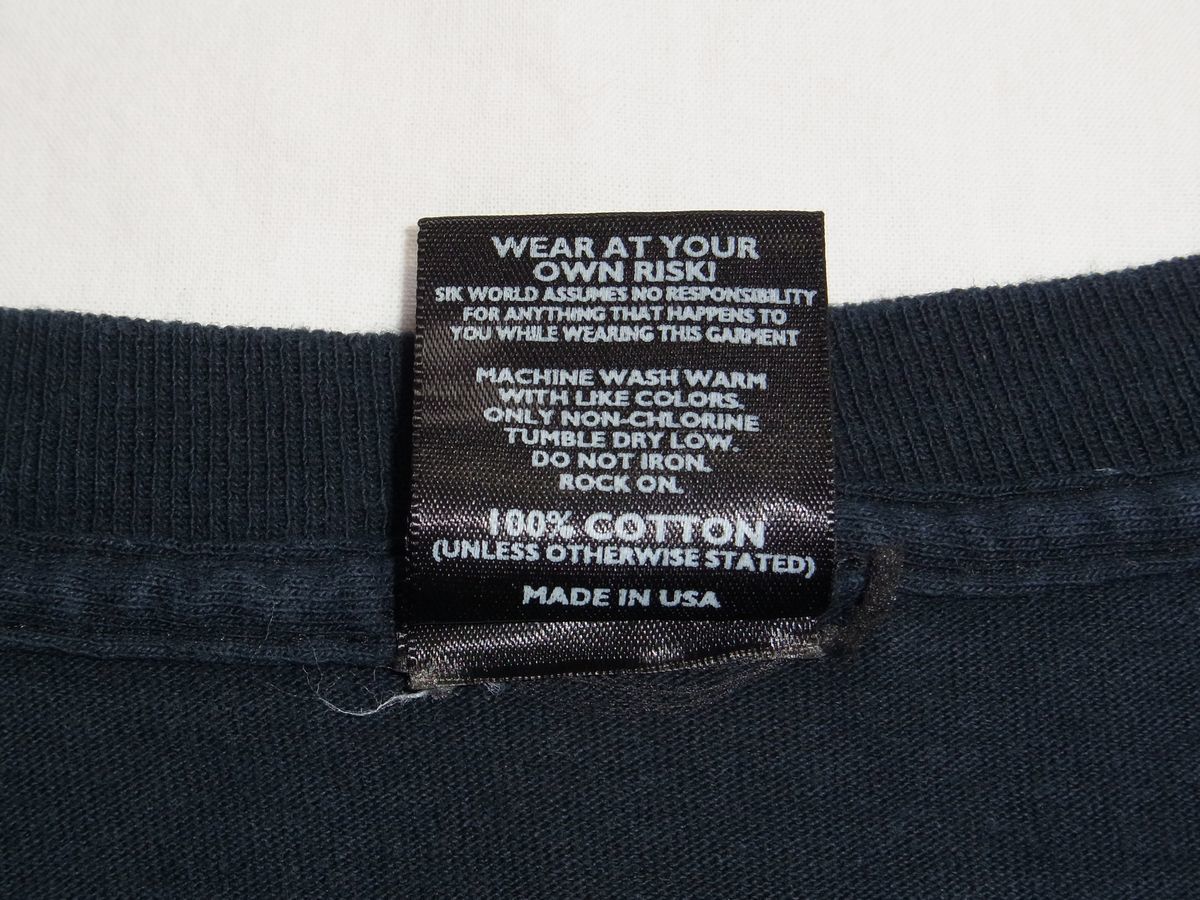 WEAR AT YOUR
OWN RISK!
SIK WORLD ASSUMES NO RESPONSIBILITY
FOR ANYTHING THAT HAPPENS TO
YOU WHILE WEARING THIS GARMENT
MACHINE WASH WARM
WITH LIKE COLORS.
ONLY NON-CHLORINE
TUMBLE DRY LOW.
DO NOT IRON.
ROCK ON.
100% COTTON
(UNLESS OTHERWISE STATED)
MADE IN USA